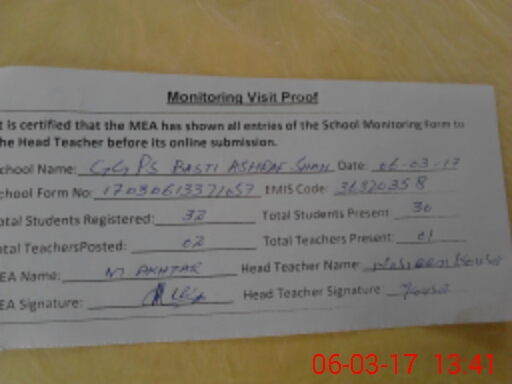 Monitoring Visit Proof
t is certified that the MEA has shown all entries of the School Monitoring Form to
he Head Teacher before its online submission.
chool Name: GGPS BASTI ASHRAF SHAH Date: 06-03-17
chool Form No: EMIS Code: 36320358
otal Students Registered: 32 Total Students Present: 30
otal TeachersPosted: 02 Total Teachers Present: 01
EA Name: M. AKHTAR Head Teacher Name: Nasreen Kousar
EA Signature: Head Teacher Signature:
06-03-17 13:41